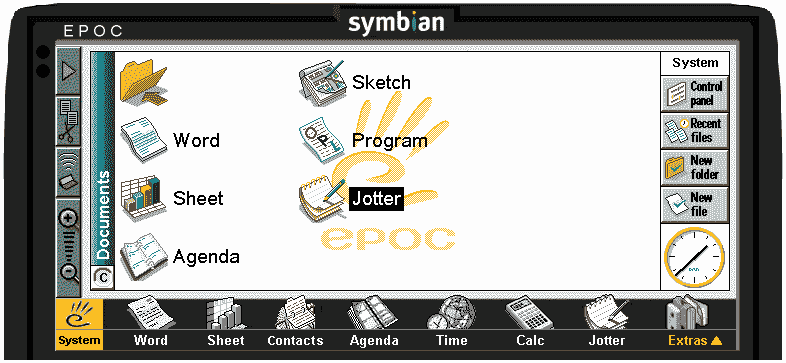 symbian
EPOC
Documents
C
Sketch
Word
Program
Sheet
Jotter
Agenda
epoc
System
Control
panel
Recent
files
New
folder
New
file
System
Word
Sheet
Contacts
Agenda
Time
Calc
Jotter
Extras